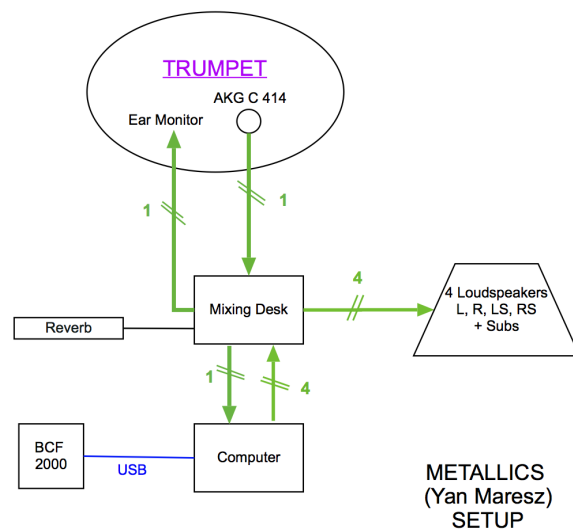 TRUMPET
AKG C 414
Ear Monitor
1
1
4
Mixing Desk
4 Loudspeakers
L, R, LS, RS
+ Subs
Reverb
1
4
BCF
2000
USB
Computer
METALLICS
(Yan Maresz)
SETUP